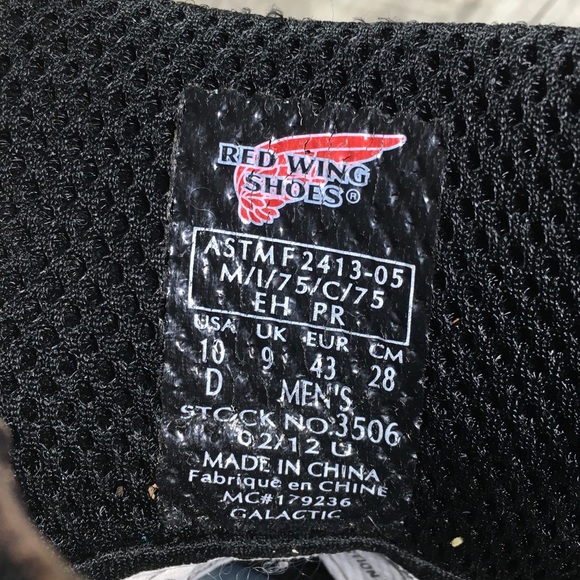 RED WING
SHOES®
ASTM F 2413-05
M/I/75/C/75
EH PR
USA UK EUR CM
10 9 43 28
D MEN'S
STOCK NO.3506
02/12 U
MADE IN CHINA
Fabriqué en CHINE
MC#179236
GALACTIC